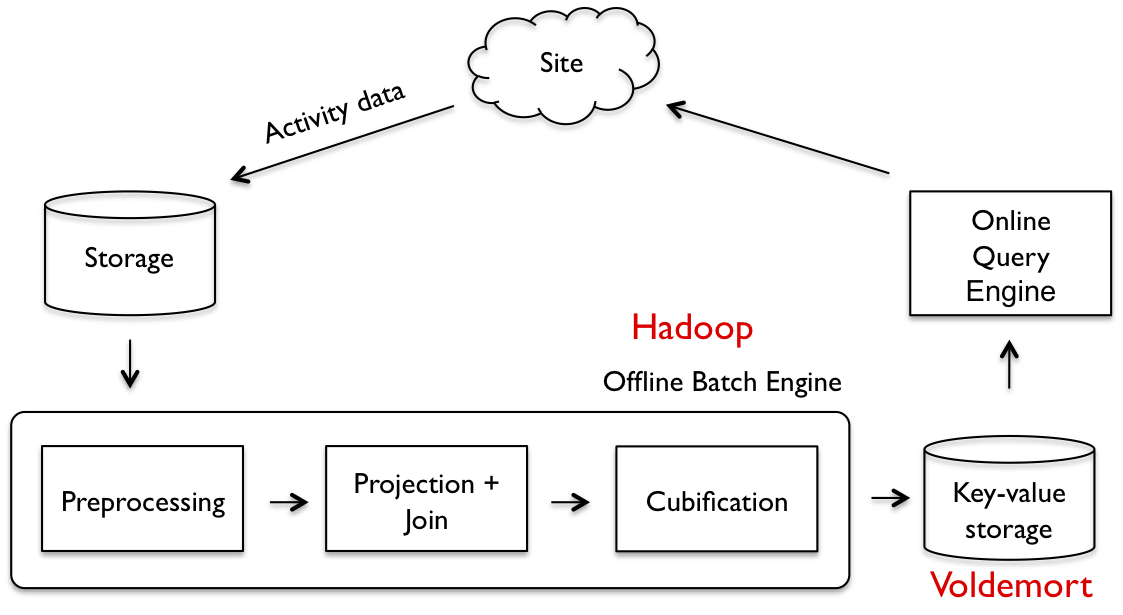 Site
Activity data
Storage
Online
Query
Engine
Hadoop
Offline Batch Engine
Preprocessing
Projection +
Join
Cubification
Key-value
storage
Voldemort